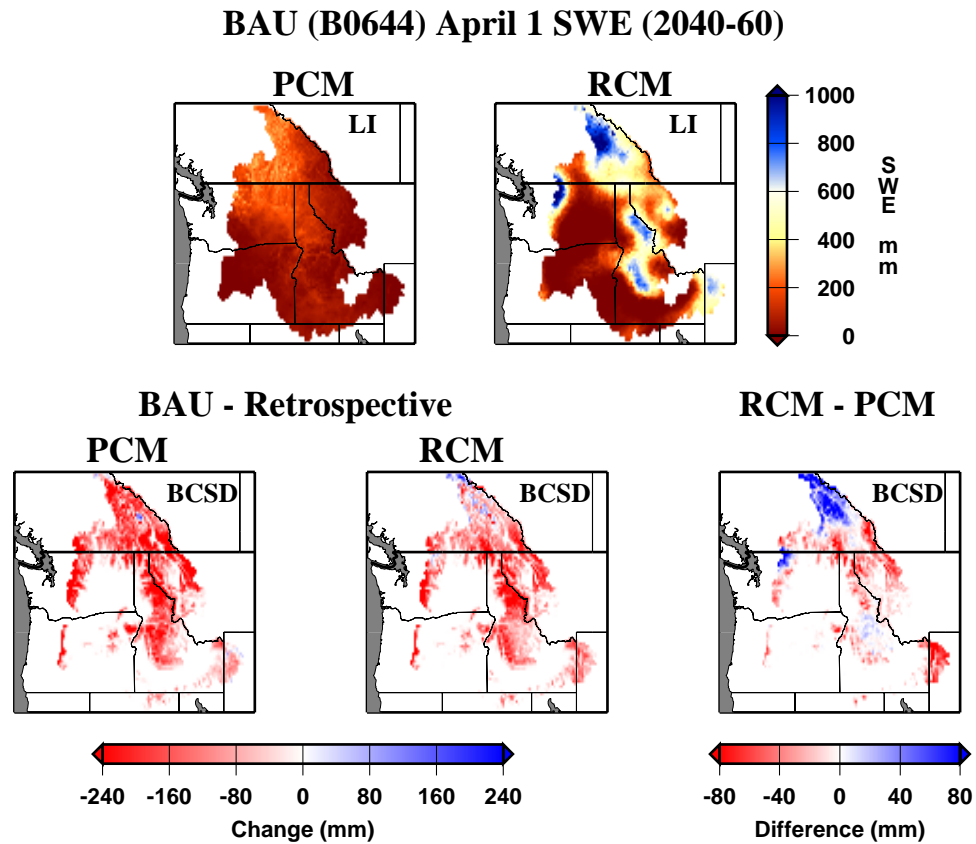 BAU (B0644) April 1 SWE (2040-60)
PCM
RCM
LI
LI
1000
800
600
400
200
0
SWE mm
BAU - Retrospective
RCM - PCM
PCM
RCM
BCSD
BCSD
BCSD
-240 -160 -80 0 80 160 240
Change (mm)
-80 -40 0 40 80
Difference (mm)